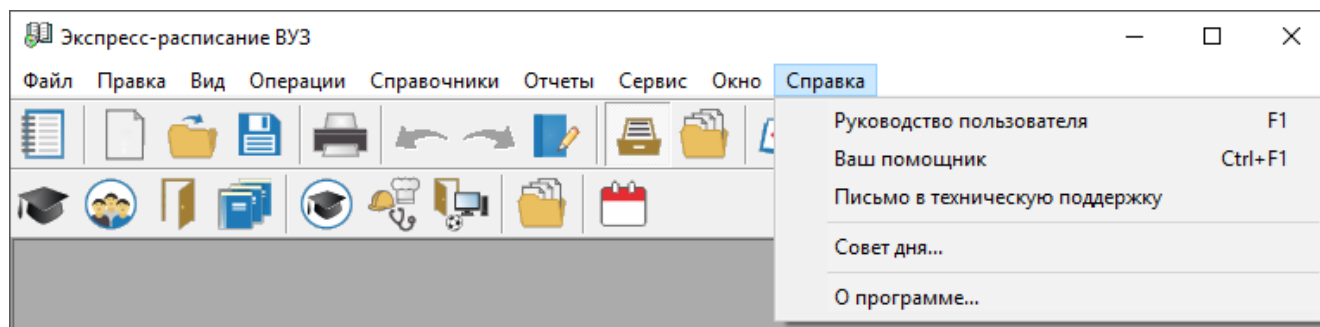 Экспресс-расписание ВУЗ
Файл Правка Вид Операции Справочники Отчеты Сервис Окно Справка
Руководство пользователя F1
Ваш помощник Ctrl+F1
Письмо в техническую поддержку
Совет дня...
О программе...